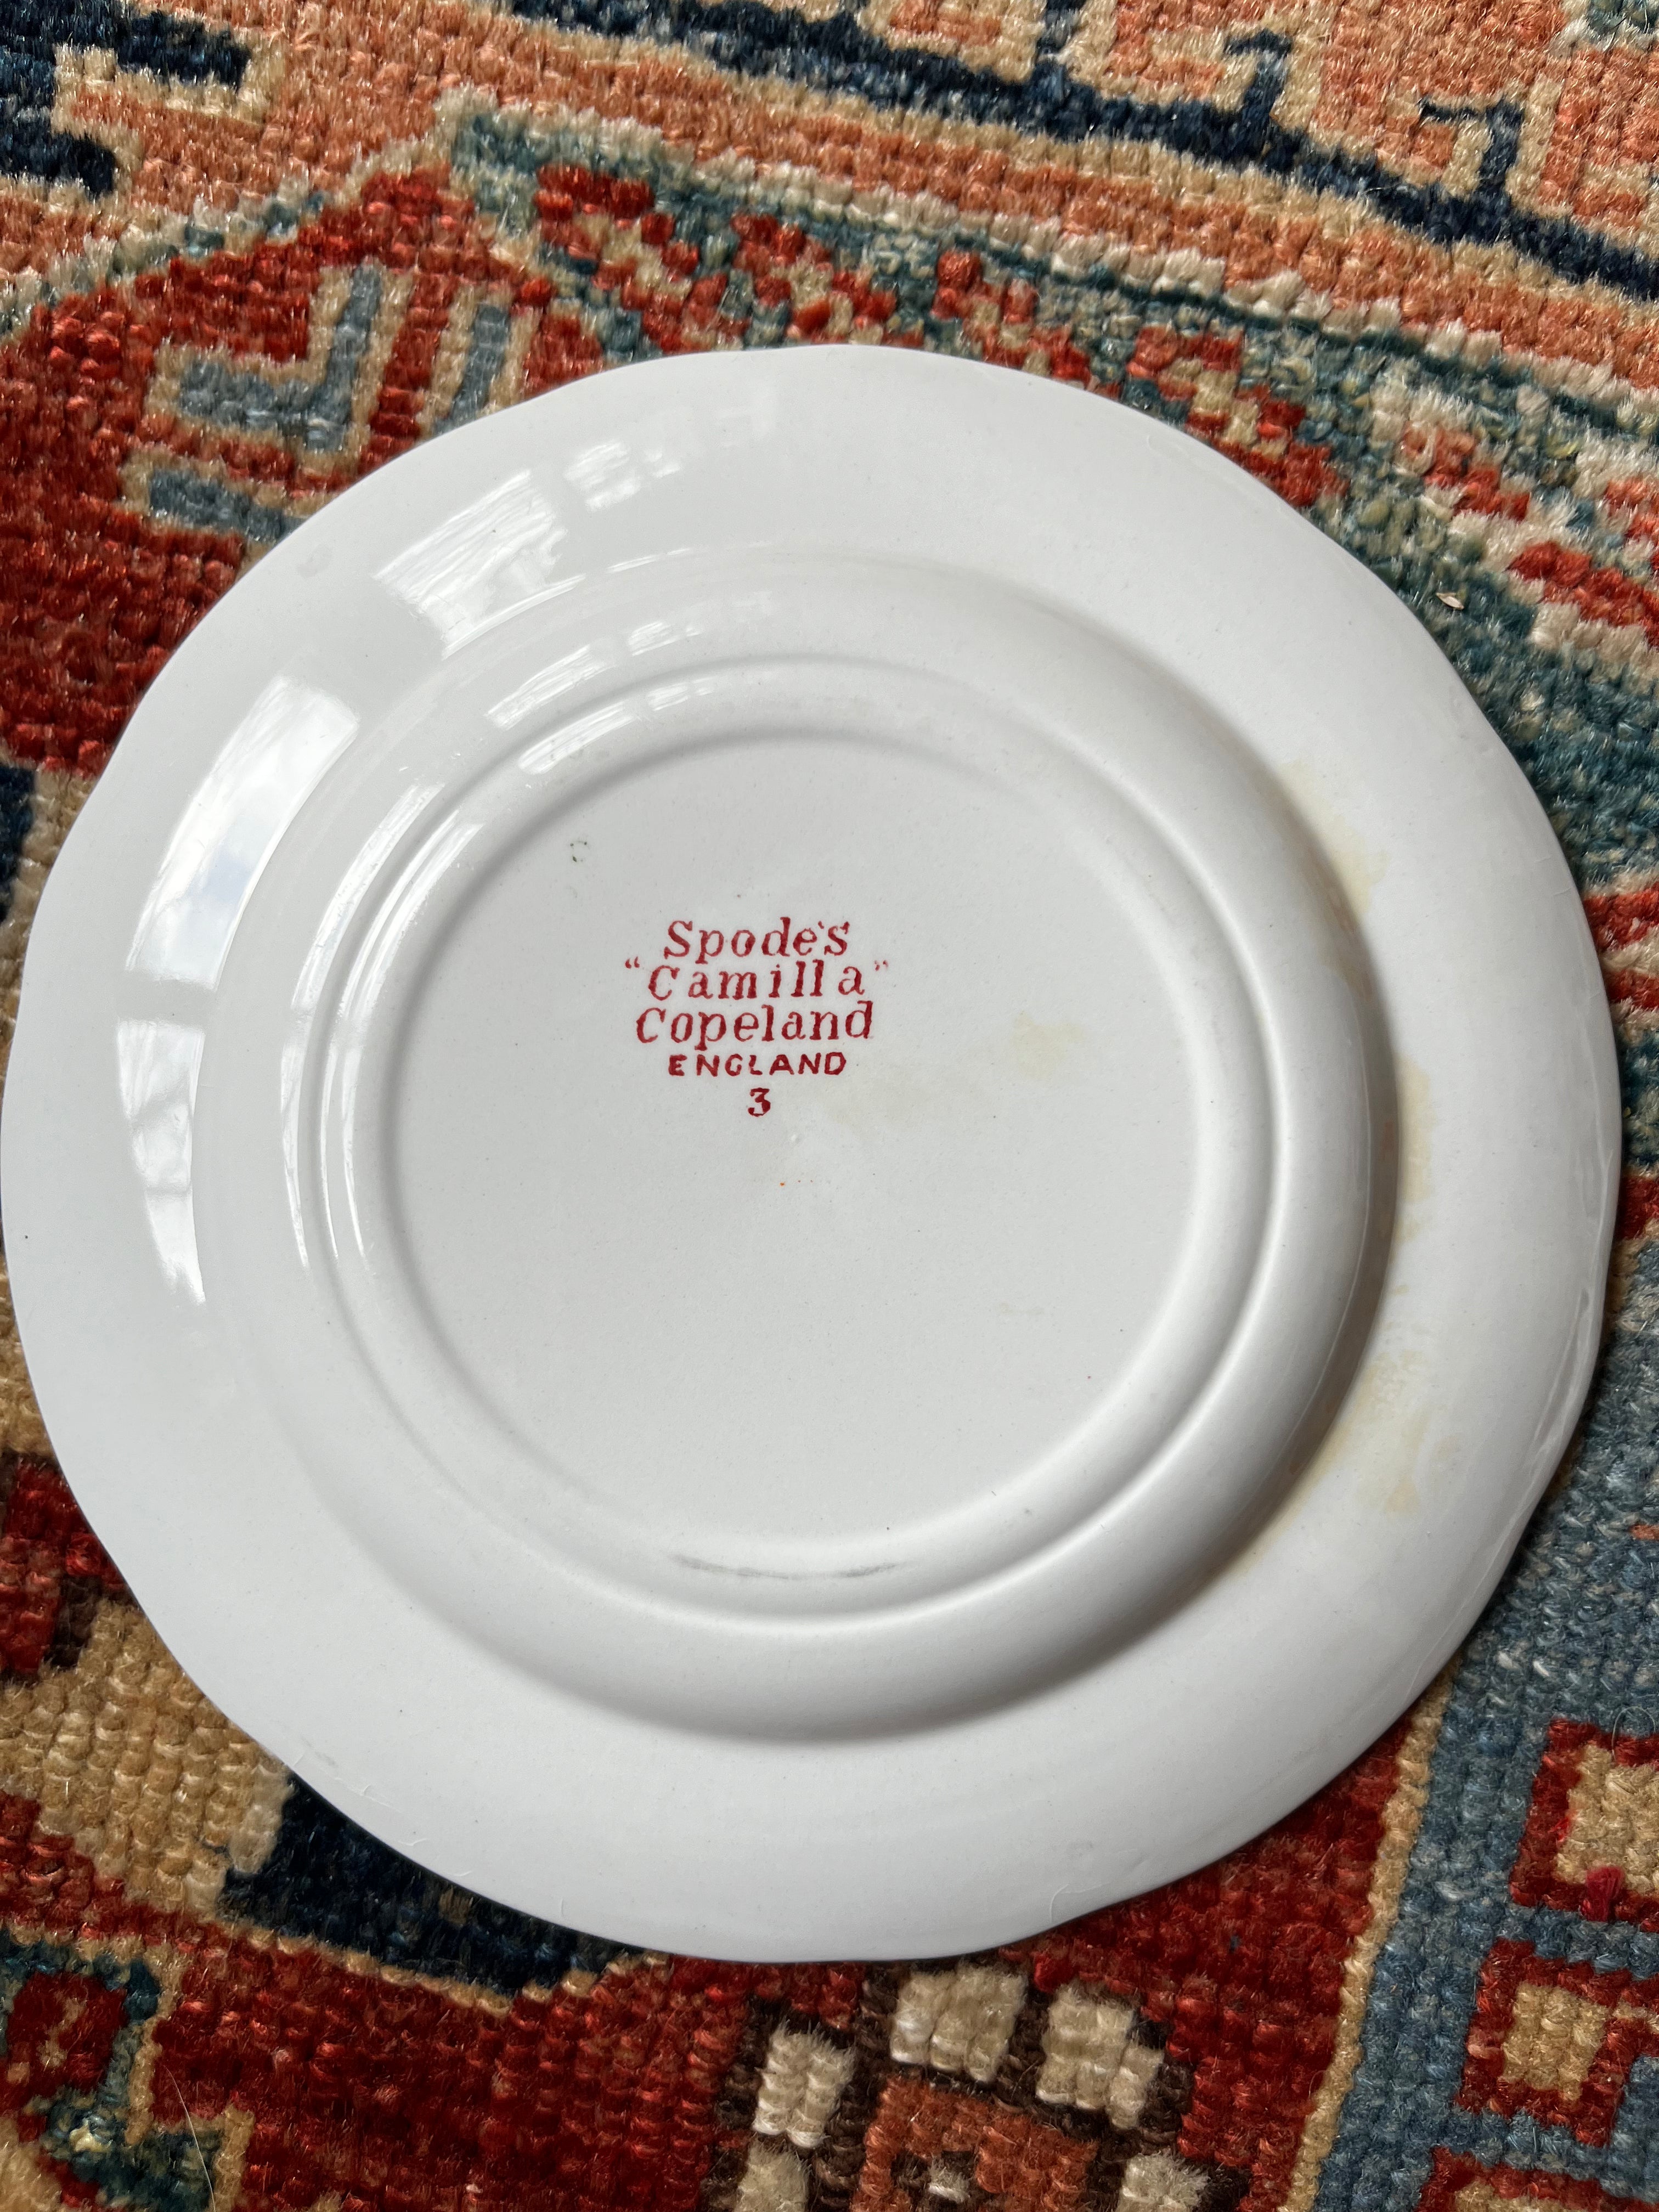 Spode's
"Camilla"
Copeland
ENGLAND
3